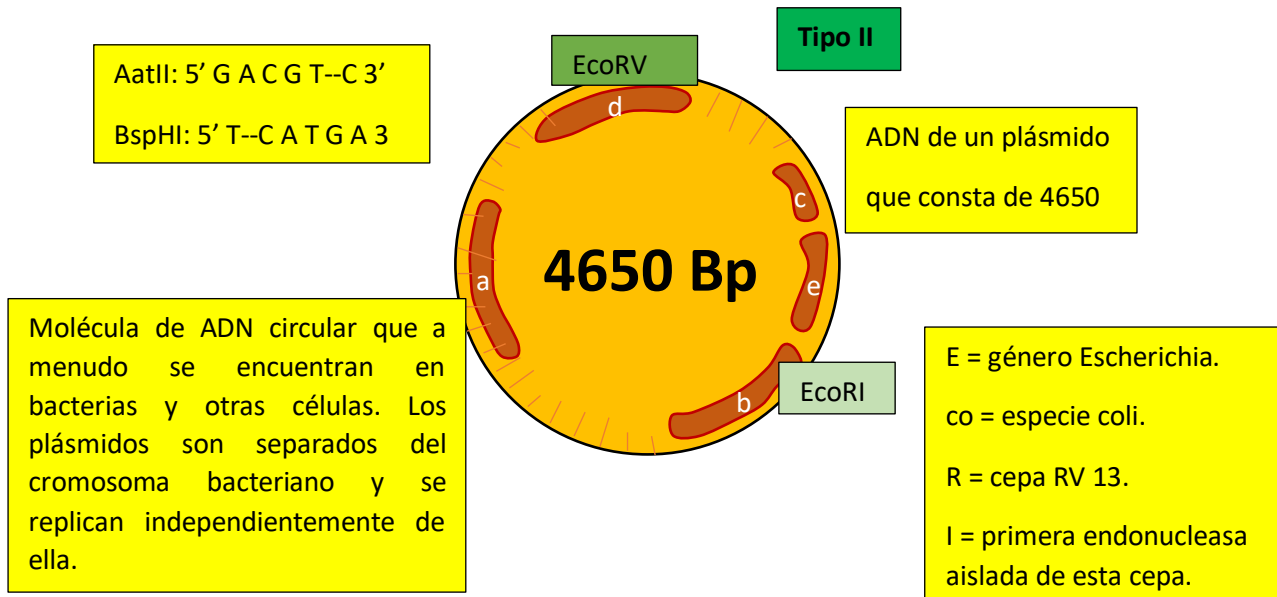 Tipo II
EcoRV
AatII: 5’ G A C G T--C 3’
BspHI: 5’ T--C A T G A 3
d
ADN de un plásmido
que consta de 4650
c
4650 Bp
a
e
Molécula de ADN circular que a
menudo se encuentran en
bacterias y otras células. Los
plásmidos son separados del
cromosoma bacteriano y se
replican independientemente de
ella.
b
EcoRI
E = género Escherichia.
co = especie coli.
R = cepa RV 13.
I = primera endonucleasa
aislada de esta cepa.